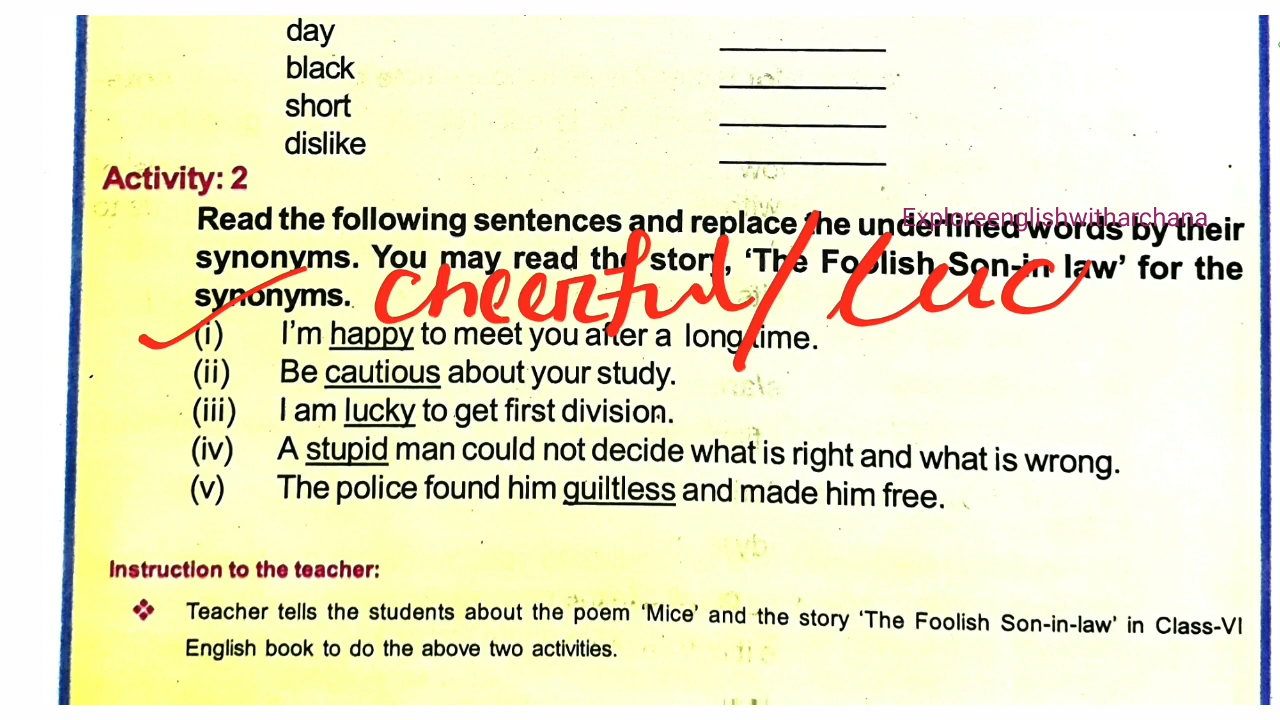 day
black
short
dislike
Activity: 2
Exploreenglishwitharchana
Read the following sentences and replace the underlined words by their
synonyms. You may read the story, ‘The Foolish Son-in law’ for the
synonyms.
cheerful/luc
(i) I’m happy to meet you after a long time.
(ii) Be cautious about your study.
(iii) I am lucky to get first division.
(iv) A stupid man could not decide what is right and what is wrong.
(v) The police found him guiltless and made him free.
Instruction to the teacher:
❖ Teacher tells the students about the poem ‘Mice’ and the story ‘The Foolish Son-in-law’ in Class-VI
English book to do the above two activities.